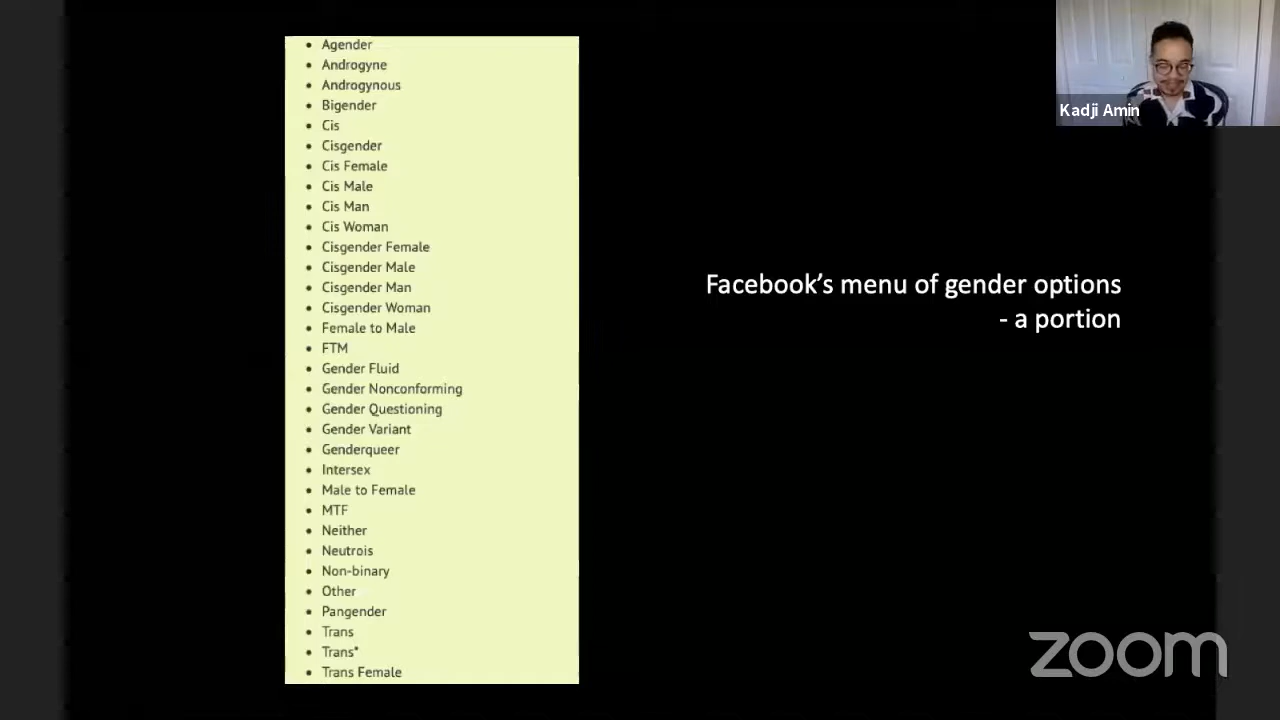 • Agender
• Androgyne
• Androgynous
• Bigender
• Cis
• Cisgender
• Cis Female
• Cis Male
• Cis Man
• Cis Woman
• Cisgender Female
• Cisgender Male
• Cisgender Man
• Cisgender Woman
• Female to Male
• FTM
• Gender Fluid
• Gender Nonconforming
• Gender Questioning
• Gender Variant
• Genderqueer
• Intersex
• Male to Female
• MTF
• Neither
• Neutrois
• Non-binary
• Other
• Pangender
• Trans
• Trans*
• Trans Female
Facebook’s menu of gender options
- a portion
Kadji Amin
zoom